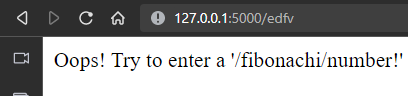 127.0.0.1:5000/edfv
Oops! Try to enter a '/fibonachi/number!'